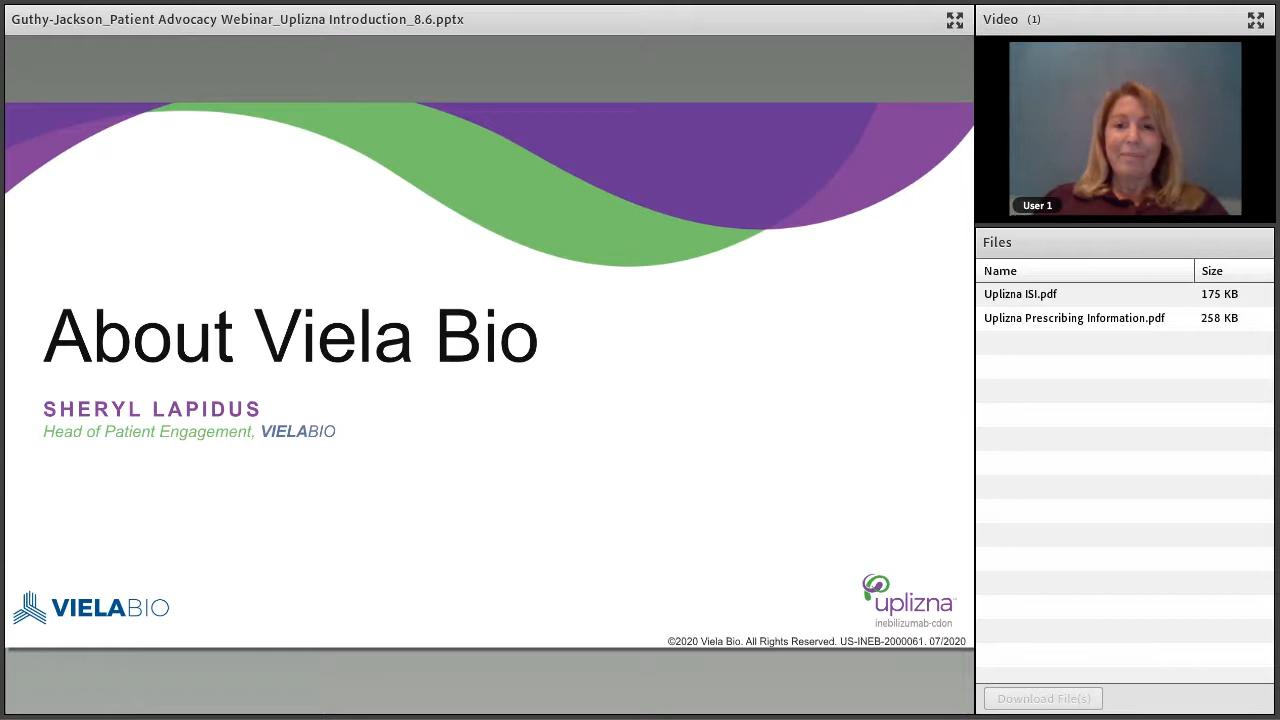 Guthy-Jackson_Patient Advocacy Webinar_Uplizna Introduction_8.6.pptx
About Viela Bio
SHERYL LAPIDUS
Head of Patient Engagement, VIELABIO
VIELABIO
uplizna™
inebilizumab-cdon
©2020 Viela Bio. All Rights Reserved. US-INEB-2000061. 07/2020
Video (1)
User 1
Files
Name Size
Uplizna ISI.pdf 175 KB
Uplizna Prescribing Information.pdf 258 KB
Download File(s)